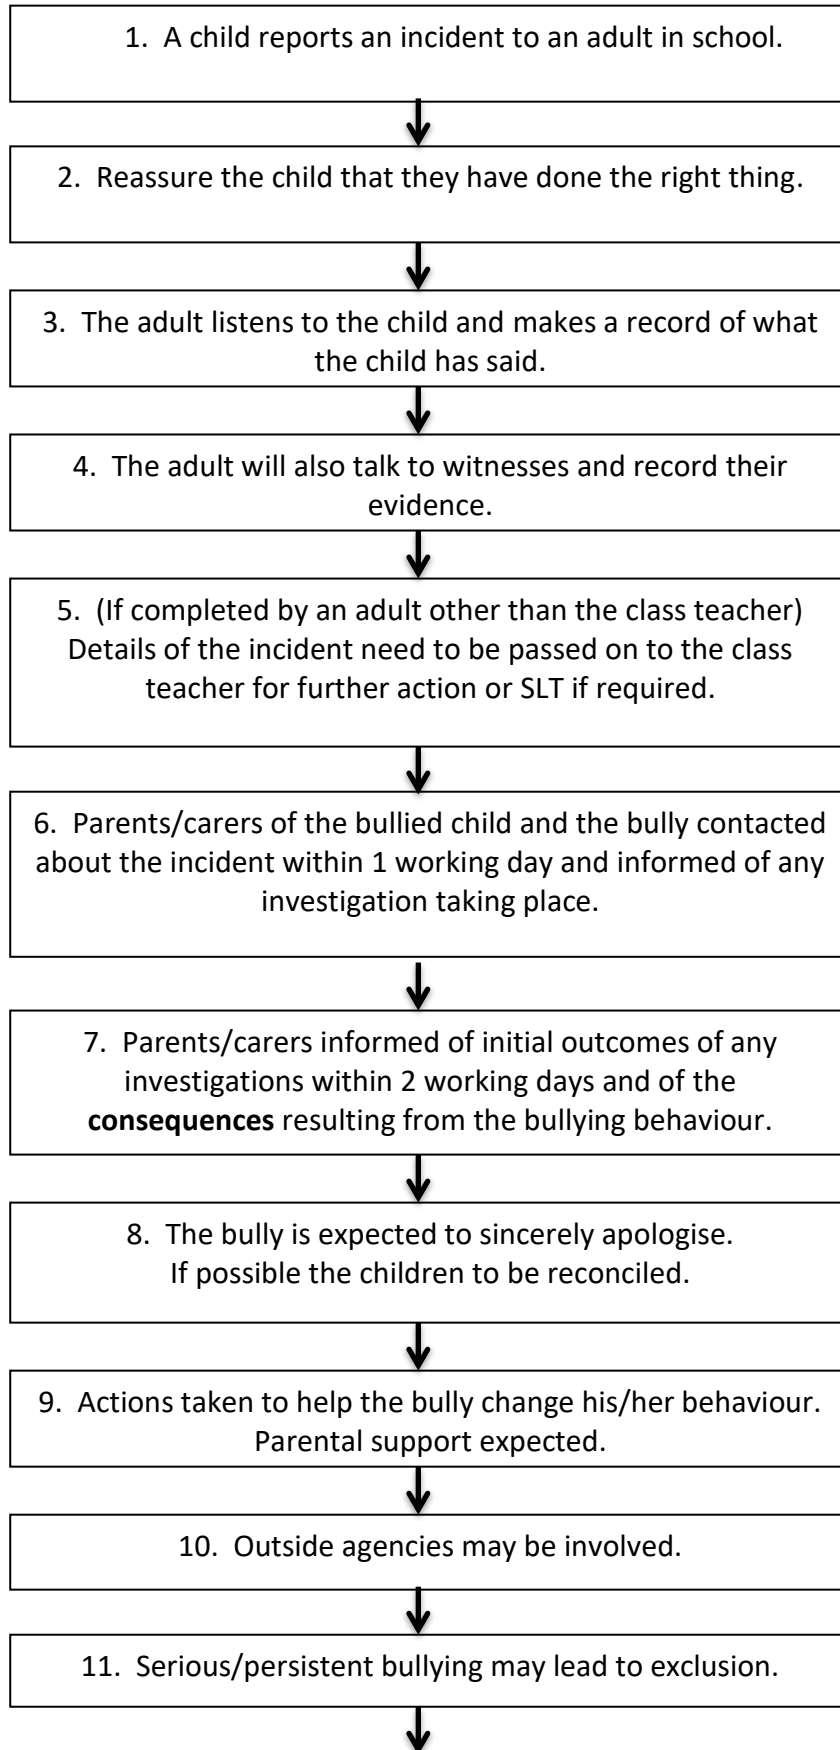 1. A child reports an incident to an adult in school.
2. Reassure the child that they have done the right thing.
3. The adult listens to the child and makes a record of what
the child has said.
4. The adult will also talk to witnesses and record their
evidence.
5. (If completed by an adult other than the class teacher)
Details of the incident need to be passed on to the class
teacher for further action or SLT if required.
6. Parents/carers of the bullied child and the bully contacted
about the incident within 1 working day and informed of any
investigation taking place.
7. Parents/carers informed of initial outcomes of any
investigations within 2 working days and of the
consequences resulting from the bullying behaviour.
8. The bully is expected to sincerely apologise.
If possible the children to be reconciled.
9. Actions taken to help the bully change his/her behaviour.
Parental support expected.
10. Outside agencies may be involved.
11. Serious/persistent bullying may lead to exclusion.